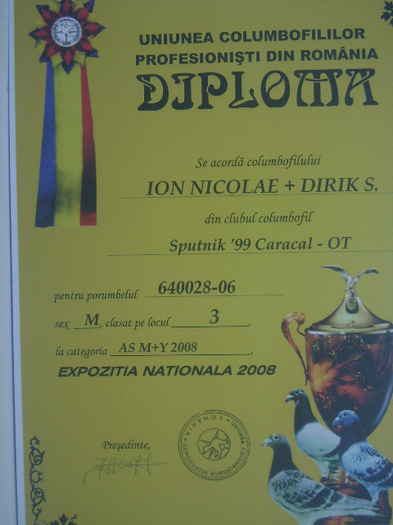 UNIUNEA COLUMBOFILILOR
PROFESIONIŞTI DIN ROMÂNIA
DIPLOMA
Se acordă columbofilului
ION NICOLAE + DIRIK S.
din clubul columbofil
Sputnik '99 Caracal - OT
pentru porumbelul 640028-06
sex M, clasat pe locul 3,
la categoria AS M+Y 2008,
EXPOZITIA NATIONALA 2008
Preşedinte,